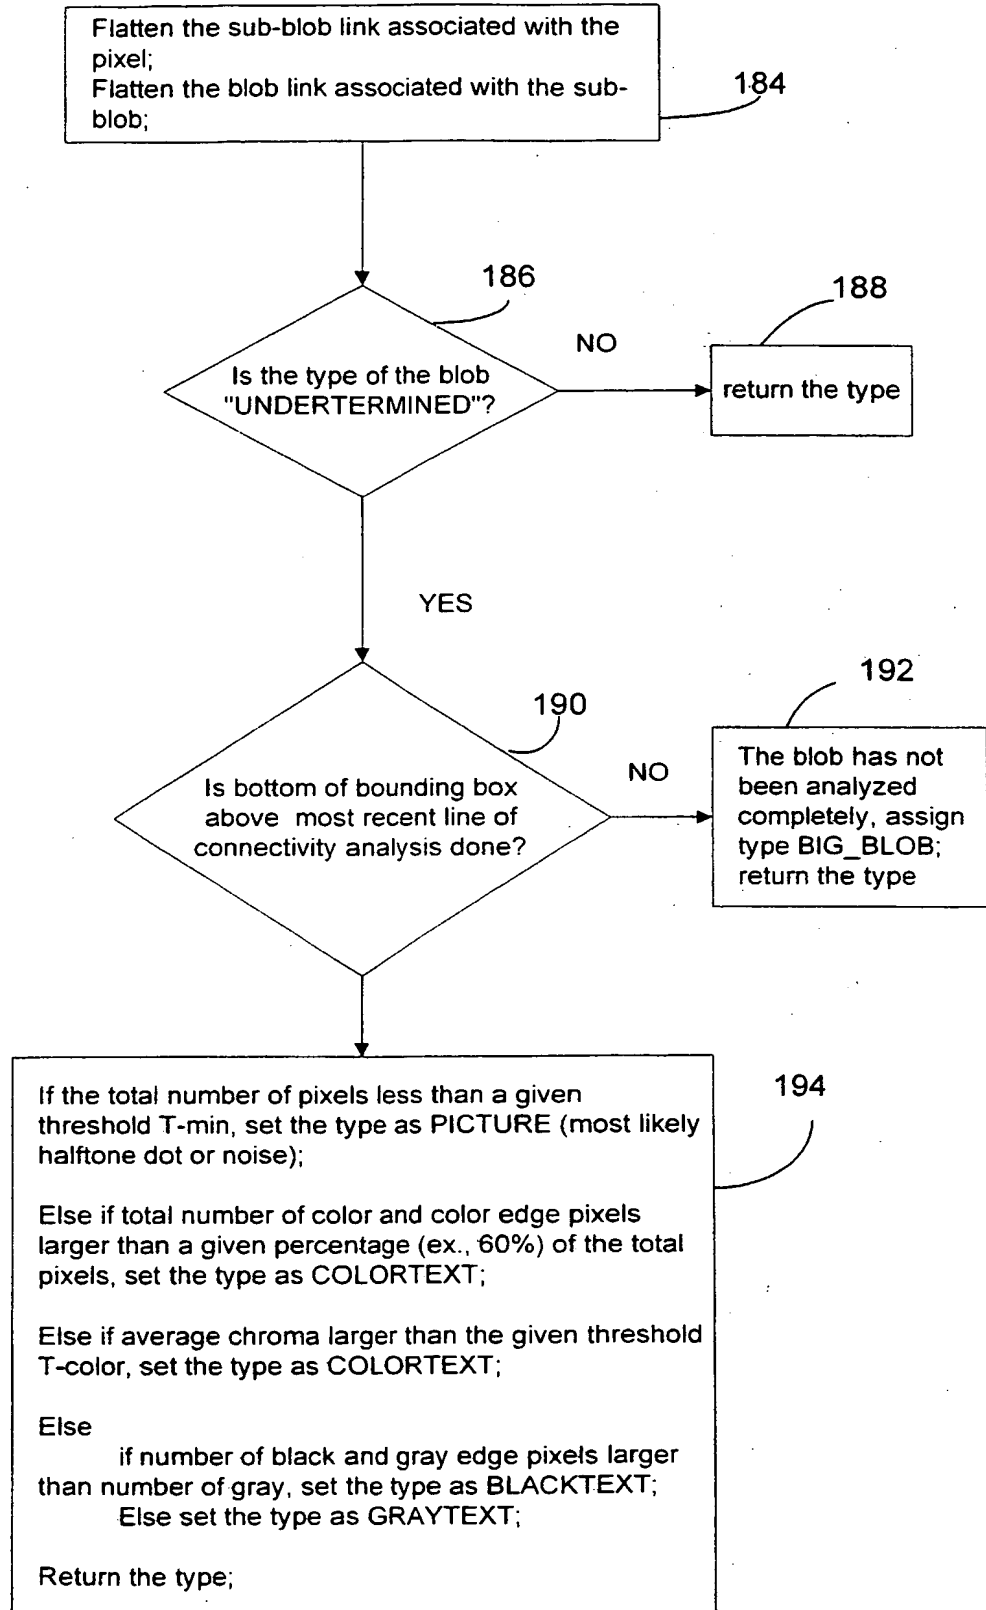 Flatten the sub-blob link associated with the
pixel;
Flatten the blob link associated with the sub-
blob;
184
186
188
NO
Is the type of the blob
"UNDERTERMINED"?
return the type
YES
190
192
NO
Is bottom of bounding box
above most recent line of
connectivity analysis done?
The blob has not
been analyzed
completely, assign
type BIG_BLOB;
return the type
194
If the total number of pixels less than a given
threshold T-min, set the type as PICTURE (most likely
halftone dot or noise);
Else if total number of color and color edge pixels
larger than a given percentage (ex., 60%) of the total
pixels, set the type as COLORTEXT;
Else if average chroma larger than the given threshold
T-color, set the type as COLORTEXT;
Else
if number of black and gray edge pixels larger
than number of gray, set the type as BLACKTEXT;
Else set the type as GRAYTEXT;
Return the type;